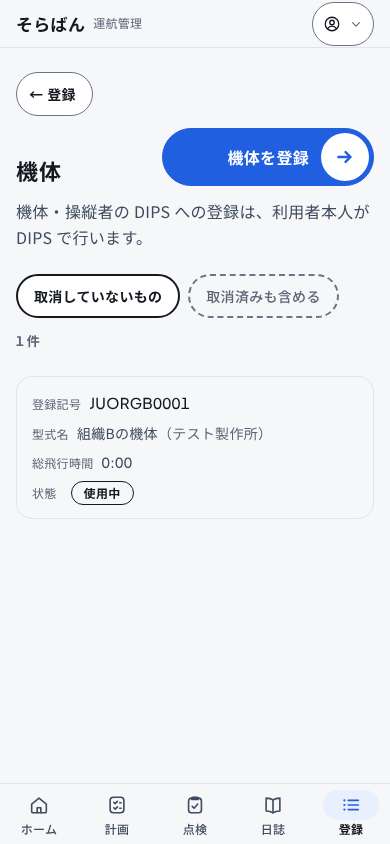 そらばん 運航管理
← 登録
機体
機体を登録 →
機体・操縦者の DIPS への登録は、利用者本人が
DIPS で行います。
取消していないもの 取消済みも含める
1 件
登録記号 JUORGB0001
型式名 組織Bの機体（テスト製作所）
総飛行時間 0:00
状態 使用中
ホーム 計画 点検 日誌 登録